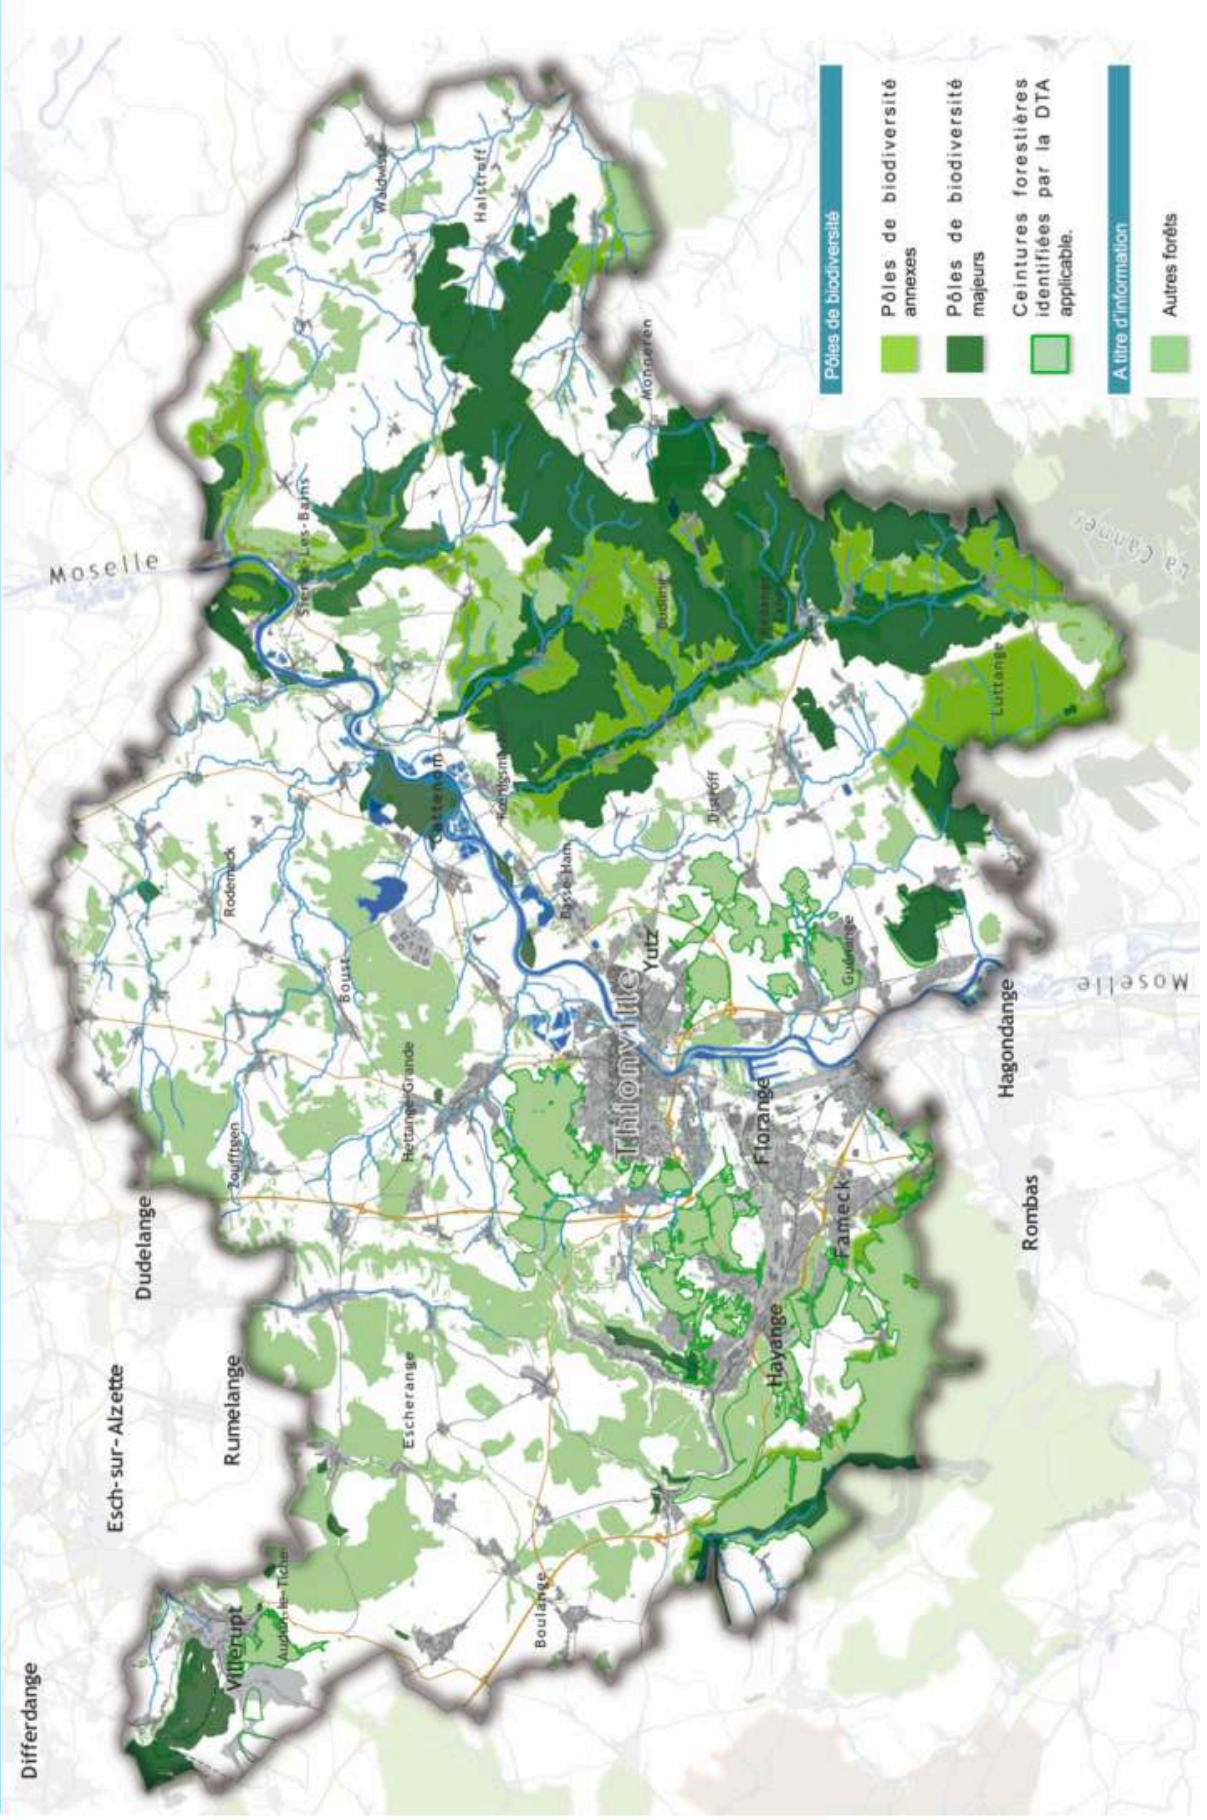 Differdange
Esch-sur-Alzette
Dudelange
Rumelange
Villerupt
Audun-le-Tiche
Boulange
Escherange
Zoufftgen
Hettange-Grande
Boust
Rodemack
Cattenom
Basse-Ham
Thionville
Yutz
Florange
Fameck
Hayange
Guénange
Distroff
Luttange
Budling
Monneren
Halstroff
Waldwisse
Sierck-Les-Bains
Moselle
Hagondange
Rombas
Moselle
La Canner
Pôles de biodiversité
Pôles de biodiversité
annexes
Pôles de biodiversité
majeurs
Ceintures forestières
identifiées par la DTA
applicable.
A titre d'information
Autres forêts